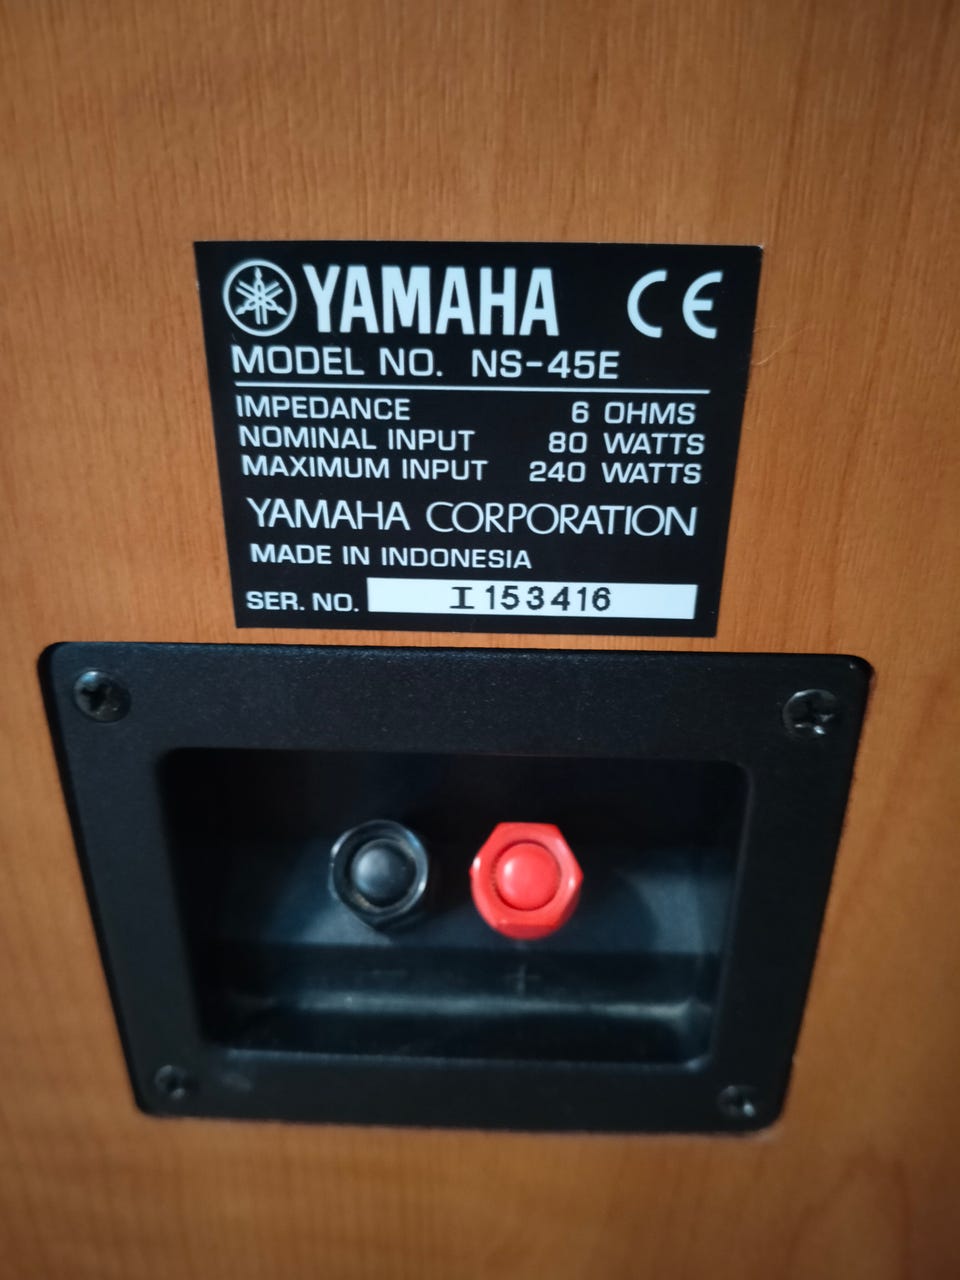 YAMAHA CE
MODEL NO. NS-45E
IMPEDANCE 6 OHMS
NOMINAL INPUT 80 WATTS
MAXIMUM INPUT 240 WATTS
YAMAHA CORPORATION
MADE IN INDONESIA
SER. NO. I153416
- +